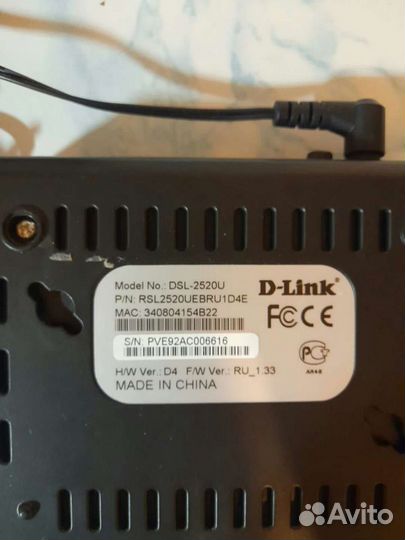 Model No.: DSL-2520U
D-Link
P/N: RSL2520UEBRU1D4E
MAC: 340804154B22
FC CE
S/N: PVE92AC006616
H/W Ver.: D4 F/W Ver.: RU_1.33
MADE IN CHINA
Avito